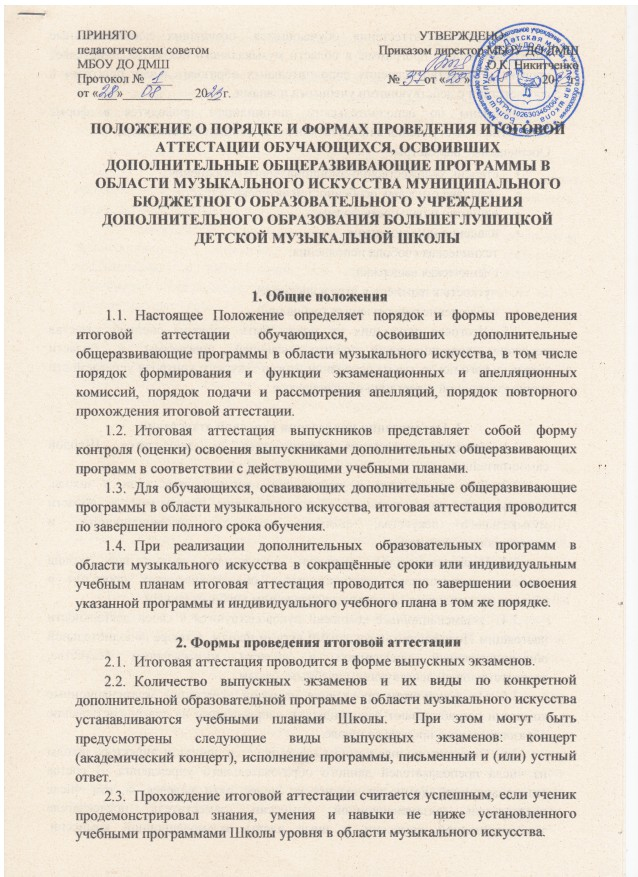 ПРИНЯТО
педагогическим советом
МБОУ ДО ДМШ
Протокол № 1
от «28» 08 2023г.
УТВЕРЖДЕНО
Приказом директор МБОУ ДО ДМШ
О.К. Никитченко
№ от «28» 20 г.
ОГРН 1026303463064
ПОЛОЖЕНИЕ О ПОРЯДКЕ И ФОРМАХ ПРОВЕДЕНИЯ ИТОГОВОЙ
АТТЕСТАЦИИ ОБУЧАЮЩИХСЯ, ОСВОИВШИХ
ДОПОЛНИТЕЛЬНЫЕ ОБЩЕРАЗВИВАЮЩИЕ ПРОГРАММЫ В
ОБЛАСТИ МУЗЫКАЛЬНОГО ИСКУССТВА МУНИЦИПАЛЬНОГО
БЮДЖЕТНОГО ОБРАЗОВАТЕЛЬНОГО УЧРЕЖДЕНИЯ
ДОПОЛНИТЕЛЬНОГО ОБРАЗОВАНИЯ БОЛЬШЕГЛУШИЦКОЙ
ДЕТСКОЙ МУЗЫКАЛЬНОЙ ШКОЛЫ
1. Общие положения
1.1. Настоящее Положение определяет порядок и формы проведения
итоговой аттестации обучающихся, освоивших дополнительные
общеразвивающие программы в области музыкального искусства, в том числе
порядок формирования и функции экзаменационных и апелляционных
комиссий, порядок подачи и рассмотрения апелляций, порядок повторного
прохождения итоговой аттестации.
1.2. Итоговая аттестация выпускников представляет собой форму
контроля (оценки) освоения выпускниками дополнительных общеразвивающих
программ в соответствии с действующими учебными планами.
1.3. Для обучающихся, осваивающих дополнительные общеразвивающие
программы в области музыкального искусства, итоговая аттестация проводится
по завершении полного срока обучения.
1.4. При реализации дополнительных образовательных программ в
области музыкального искусства в сокращённые сроки или индивидуальным
учебным планам итоговая аттестация проводится по завершении освоения
указанной программы и индивидуального учебного плана в том же порядке.
2. Формы проведения итоговой аттестации
2.1. Итоговая аттестация проводится в форме выпускных экзаменов.
2.2. Количество выпускных экзаменов и их виды по конкретной
дополнительной образовательной программе в области музыкального искусства
устанавливаются учебными планами Школы. При этом могут быть
предусмотрены следующие виды выпускных экзаменов: концерт
(академический концерт), исполнение программы, письменный и (или) устный
ответ.
2.3. Прохождение итоговой аттестации считается успешным, если ученик
продемонстрировал знания, умения и навыки не ниже установленного
учебными программами Школы уровня в области музыкального искусства.